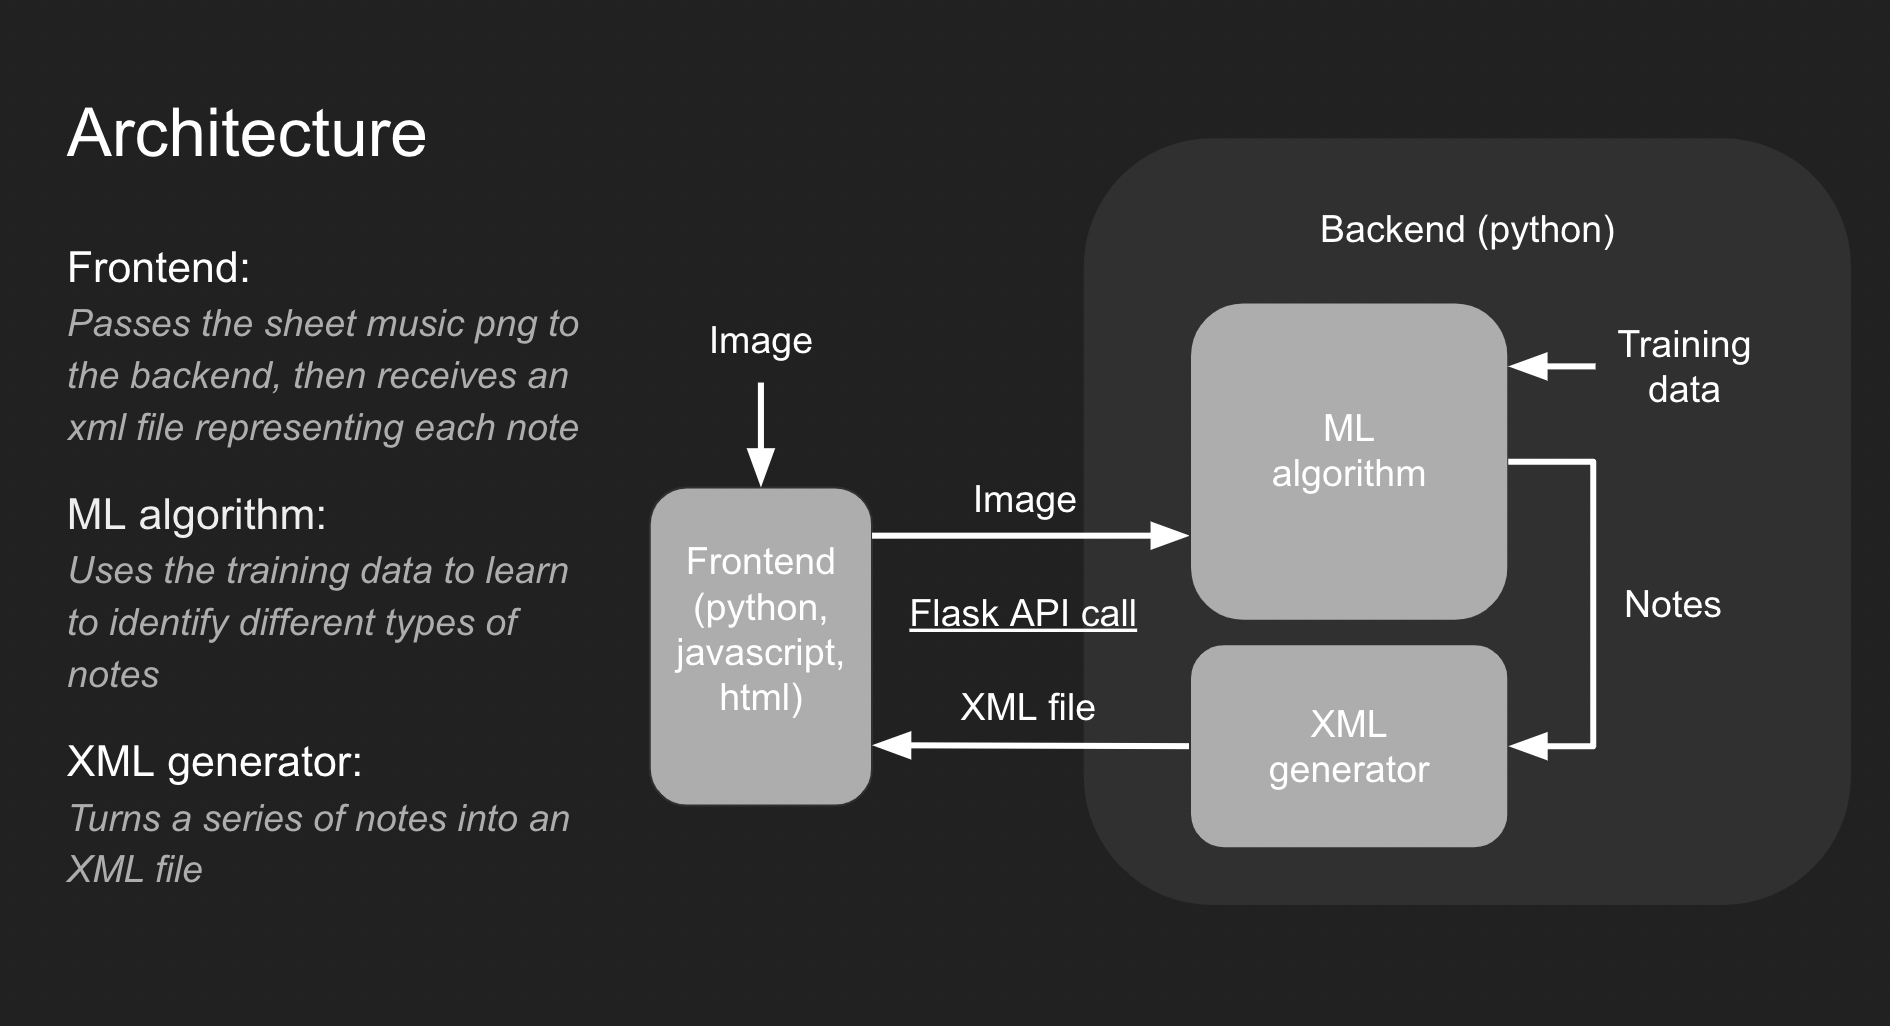 Architecture
Frontend:
Passes the sheet music png to
the backend, then receives an
xml file representing each note
ML algorithm:
Uses the training data to learn
to identify different types of
notes
XML generator:
Turns a series of notes into an
XML file
Image
Frontend
(python,
javascript,
html)
Image
Flask API call
XML file
Backend (python)
ML
algorithm
Training
data
Notes
XML
generator